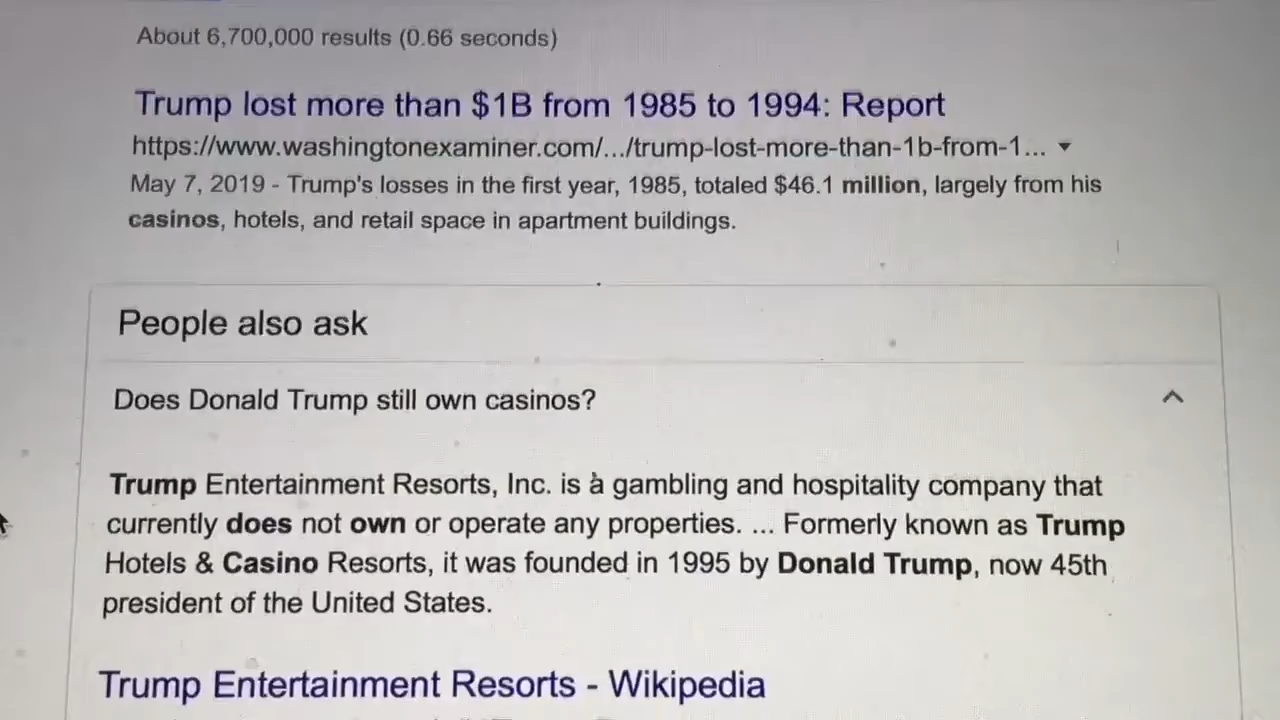 About 6,700,000 results (0.66 seconds)
Trump lost more than $1B from 1985 to 1994: Report
https://www.washingtonexaminer.com/.../trump-lost-more-than-1b-from-1... ▼
May 7, 2019 - Trump's losses in the first year, 1985, totaled $46.1 million, largely from his
casinos, hotels, and retail space in apartment buildings.
People also ask
Does Donald Trump still own casinos?
Trump Entertainment Resorts, Inc. is a gambling and hospitality company that
currently does not own or operate any properties. ... Formerly known as Trump
Hotels & Casino Resorts, it was founded in 1995 by Donald Trump, now 45th
president of the United States.
Trump Entertainment Resorts - Wikipedia